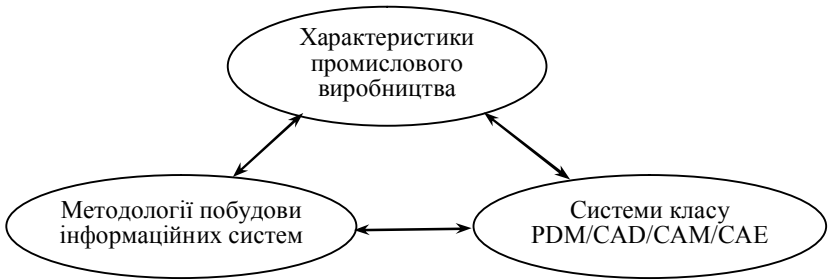 Характеристики
промислового
виробництва
Методології побудови
інформаційних систем
Системи класу
PDM/CAD/CAM/CAE